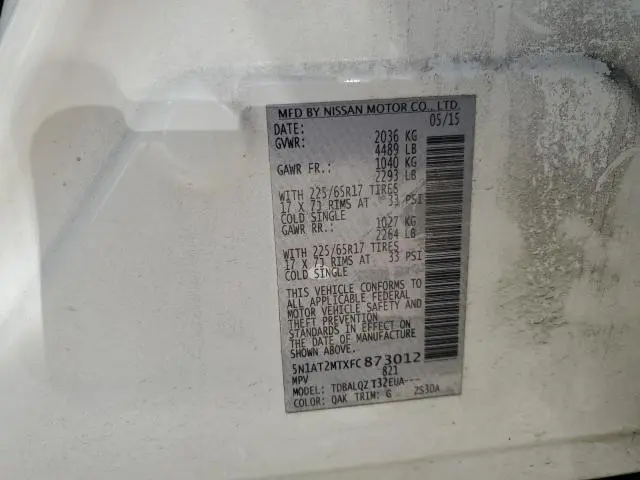 MFD BY NISSAN MOTOR CO., LTD.
DATE: 05/15
GVWR: 2036 KG
4489 LB
GAWR FR.: 1040 KG
2293 LB
WITH 225/65R17 TIRES
17 X 7J RIMS AT 33 PSI
COLD SINGLE
GAWR RR.: 1027 KG
2264 LB
WITH 225/65R17 TIRES
17 X 7J RIMS AT 33 PSI
COLD SINGLE
THIS VEHICLE CONFORMS TO
ALL APPLICABLE FEDERAL
MOTOR VEHICLE SAFETY AND
THEFT PREVENTION
STANDARDS IN EFFECT ON
THE DATE OF MANUFACTURE
SHOWN ABOVE.
5N1AT2MTXFC873012
MPV 821
MODEL: TDBALQZ T32EUA---
COLOR: QAK TRIM: G 2S30A